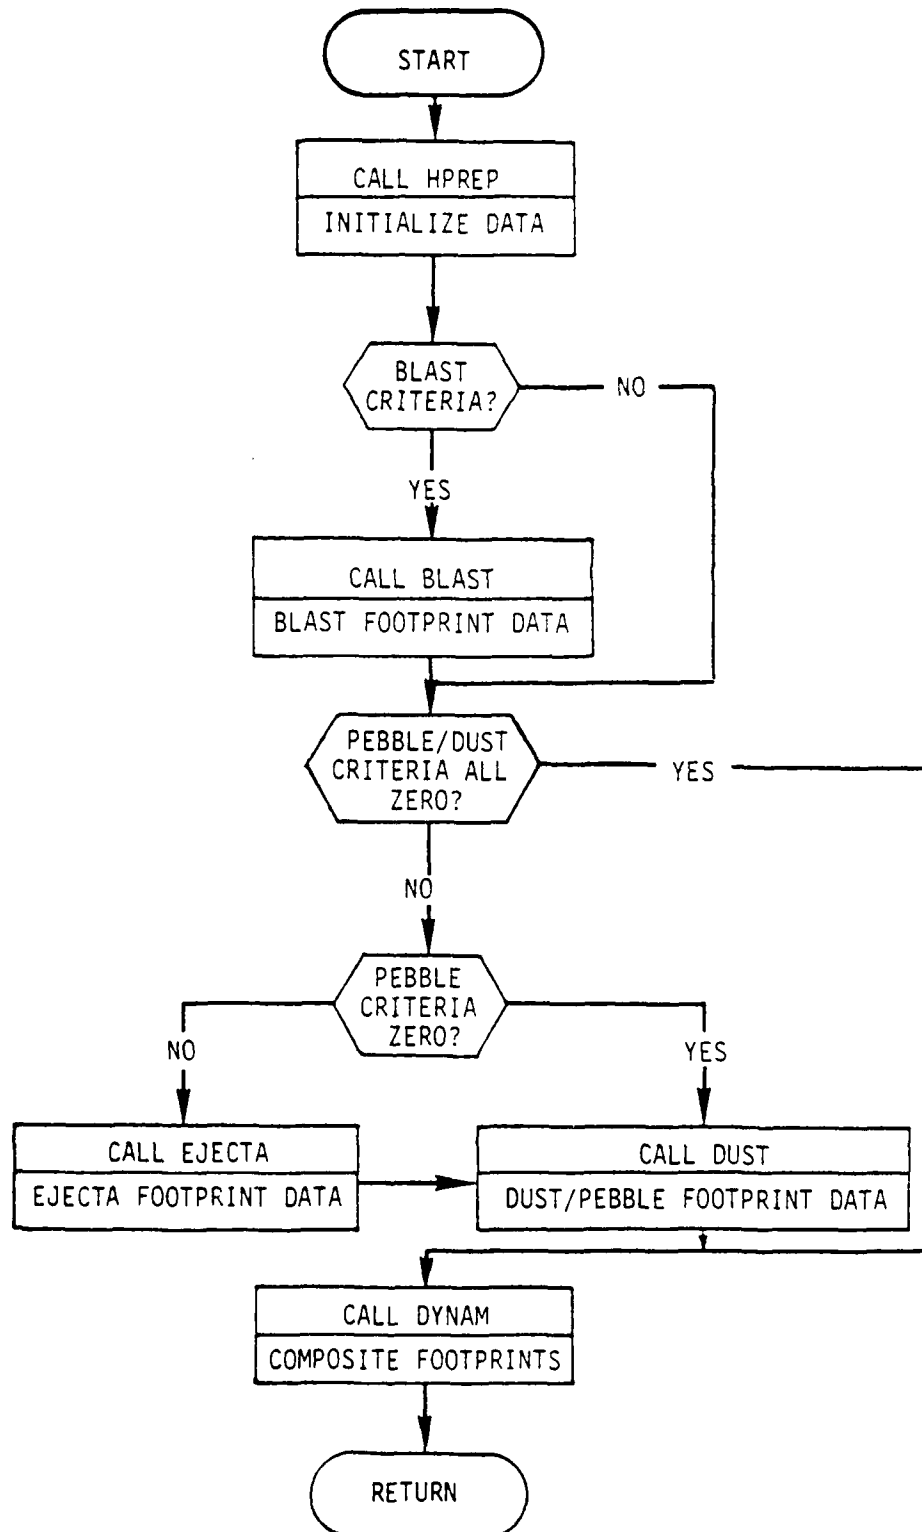 START
CALL HPREP
INITIALIZE DATA
BLAST
CRITERIA?
NO
YES
CALL BLAST
BLAST FOOTPRINT DATA
PEBBLE/DUST
CRITERIA ALL
ZERO?
YES
NO
PEBBLE
CRITERIA
ZERO?
NO
YES
CALL EJECTA
EJECTA FOOTPRINT DATA
CALL DUST
DUST/PEBBLE FOOTPRINT DATA
CALL DYNAM
COMPOSITE FOOTPRINTS
RETURN